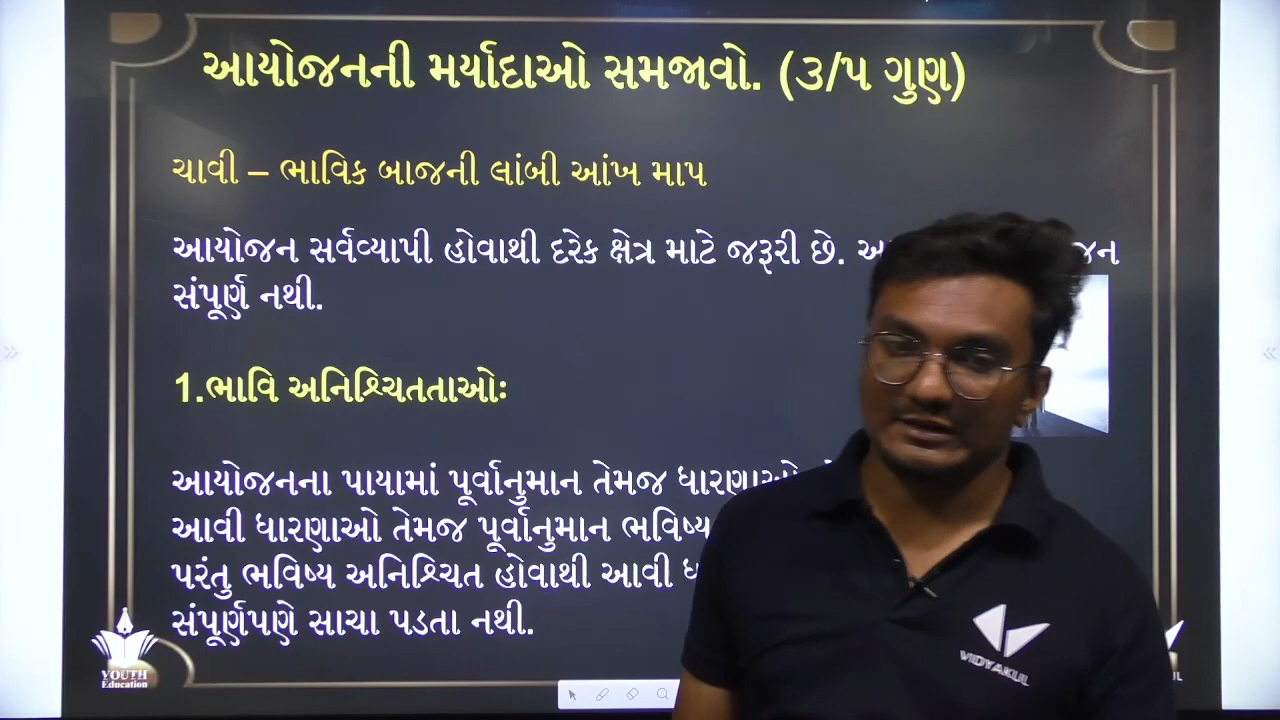 આયોજનની મર્યાદાઓ સમજાવો. (૩/૫ ગુણ)
ચાવી – ભાવિક બાજની લાંબી આંખ માપ
આયોજન સર્વવ્યાપી હોવાથી દરેક ક્ષેત્ર માટે જરૂરી છે.
સંપૂર્ણ નથી.
1.ભાવિ અનિશ્ચિતતાઓઃ
આયોજનના પાયામાં પૂર્વાનુમાન તેમજ ધારણાઓ
આવી ધારણાઓ તેમજ પૂર્વાનુમાન ભવિષ્ય
પરંતુ ભવિષ્ય અનિશ્ચિત હોવાથી આવી
સંપૂર્ણપણે સાચા પડતા નથી.
YOUTH
Education
VIDYAKUL